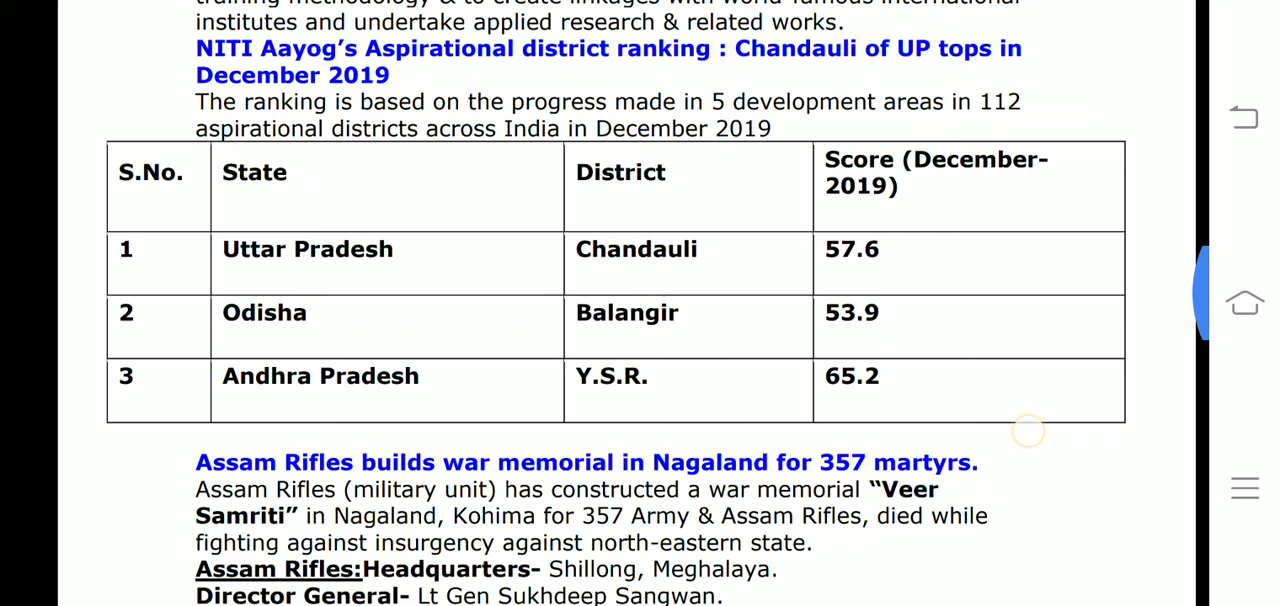 institutes and undertake applied research & related works.
NITI Aayog’s Aspirational district ranking : Chandauli of UP tops in
December 2019
The ranking is based on the progress made in 5 development areas in 112
aspirational districts across India in December 2019
S.No. State District Score (December-
2019)
1 Uttar Pradesh Chandauli 57.6
2 Odisha Balangir 53.9
3 Andhra Pradesh Y.S.R. 65.2
Assam Rifles builds war memorial in Nagaland for 357 martyrs.
Assam Rifles (military unit) has constructed a war memorial “Veer
Samriti” in Nagaland, Kohima for 357 Army & Assam Rifles, died while
fighting against insurgency against north-eastern state.
Assam Rifles:Headquarters- Shillong, Meghalaya.
Director General- Lt Gen Sukhdeep Sangwan.